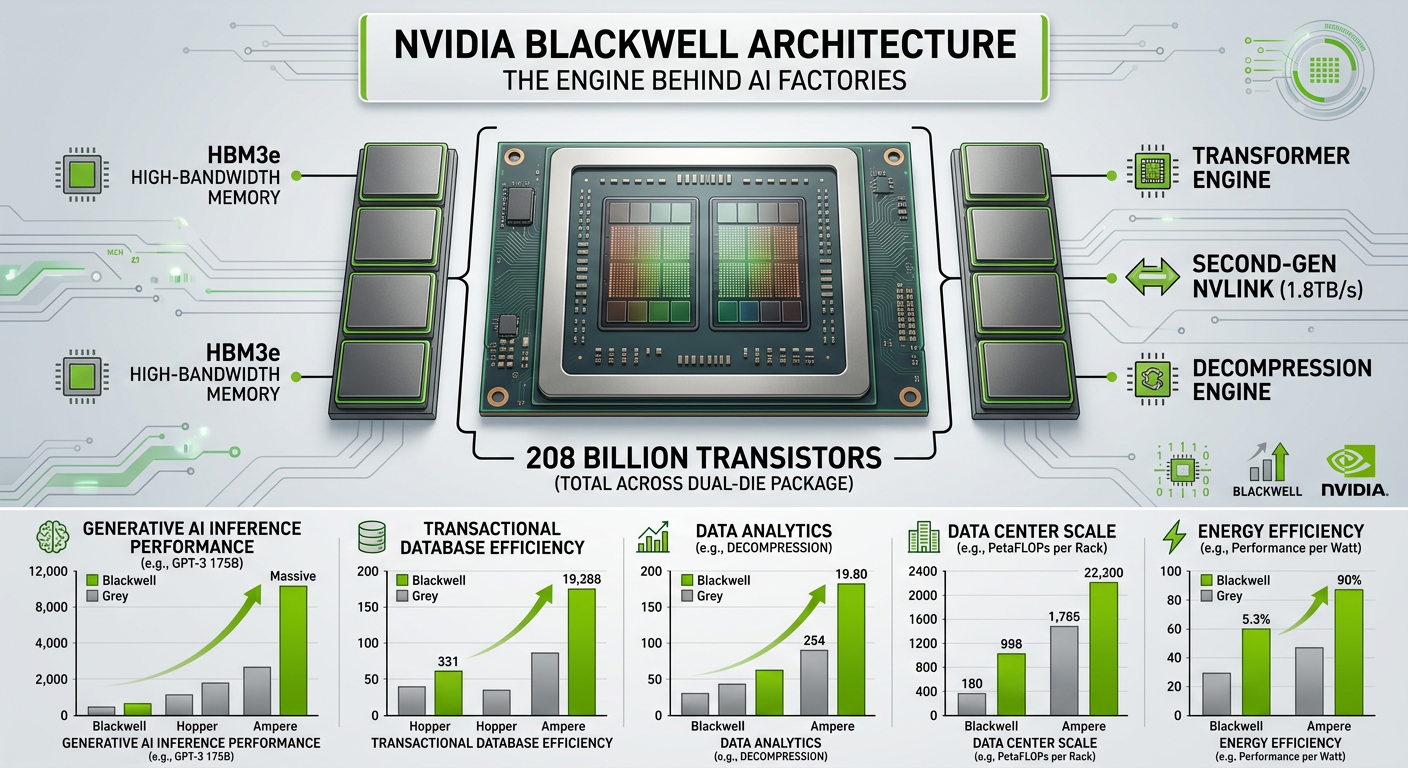 NVIDIA BLACKWELL ARCHITECTURE
THE ENGINE BEHIND AI FACTORIES
HBM3e
HIGH-BANDWIDTH
MEMORY
HBM3e
HIGH-BANDWIDTH
MEMORY
TRANSFORMER
ENGINE
SECOND-GEN
NVLINK (1.8TB/s)
DECOMPRESSION
ENGINE
208 BILLION TRANSISTORS
(TOTAL ACROSS DUAL-DIE PACKAGE)
1 1 1 0
BLACKWELL
NVIDIA.
GENERATIVE AI INFERENCE
PERFORMANCE
(e.g., GPT-3 175B)
12,000
8,000
4,000
2,000
0
Blackwell
Grey
Massive
Blackwell
Hopper
Ampere
GENERATIVE AI INFERENCE PERFORMANCE
(e.g., GPT-3 175B)
TRANSACTIONAL
DATABASE EFFICIENCY
200
150
100
50
0
Blackwell
Grey
331
19,288
Hopper
Hopper
Ampere
TRANSACTIONAL DATABASE EFFICIENCY
DATA ANALYTICS
(e.g., DECOMPRESSION)
200
150
100
50
0
Blackwell
Grey
254
19.80
Blackwell
Ampere
DATA ANALYTICS
(o.g., DECOMPRESSION)
DATA CENTER SCALE
(e.g., PetaFLOPs per Rack)
2400
2000
1600
1200
800
400
0
180
998
1,765
22,200
Blackwell
Ampere
DATA CENTER SCALE
(o.g, PetaFLOPs per Rack)
ENERGY EFFICIENCY
(e.g., Performance per Watt)
100
80
60
40
20
0
Blackwell
Grey
5.3%
90%
Blackwell
Ampere
ENERGY EFFICIENCY
(e.g. Performance per Watt)